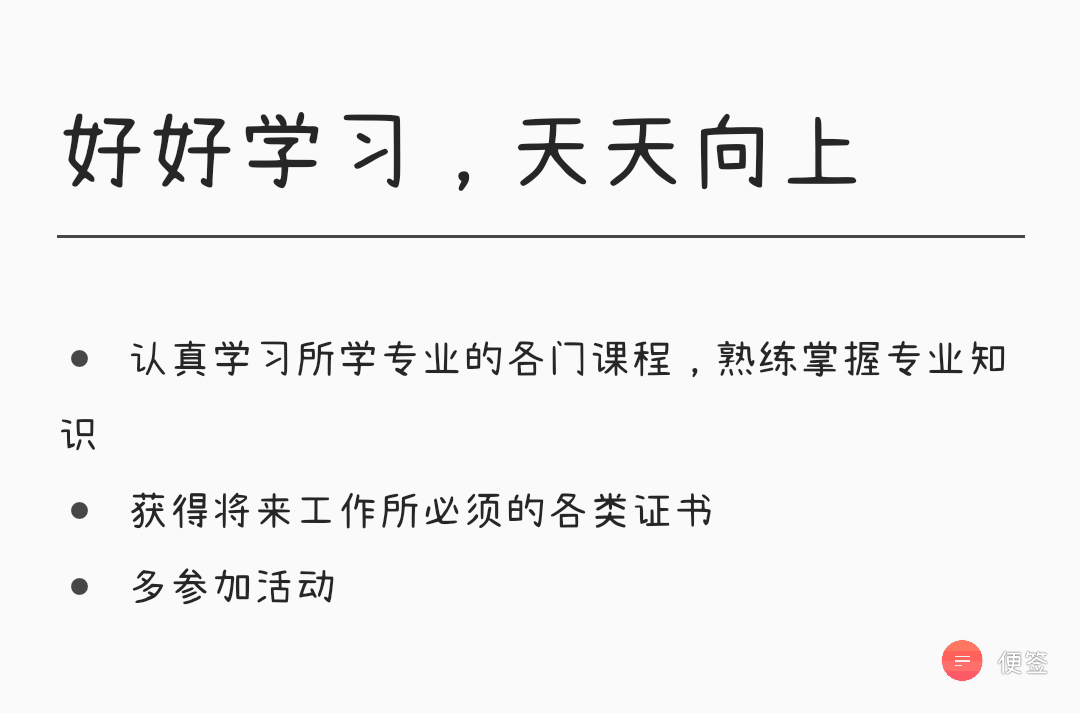 好好学习，天天向上
● 认真学习所学专业的各门课程，熟练掌握专业知
识
● 获得将来工作所必须的各类证书
● 多参加活动
便签